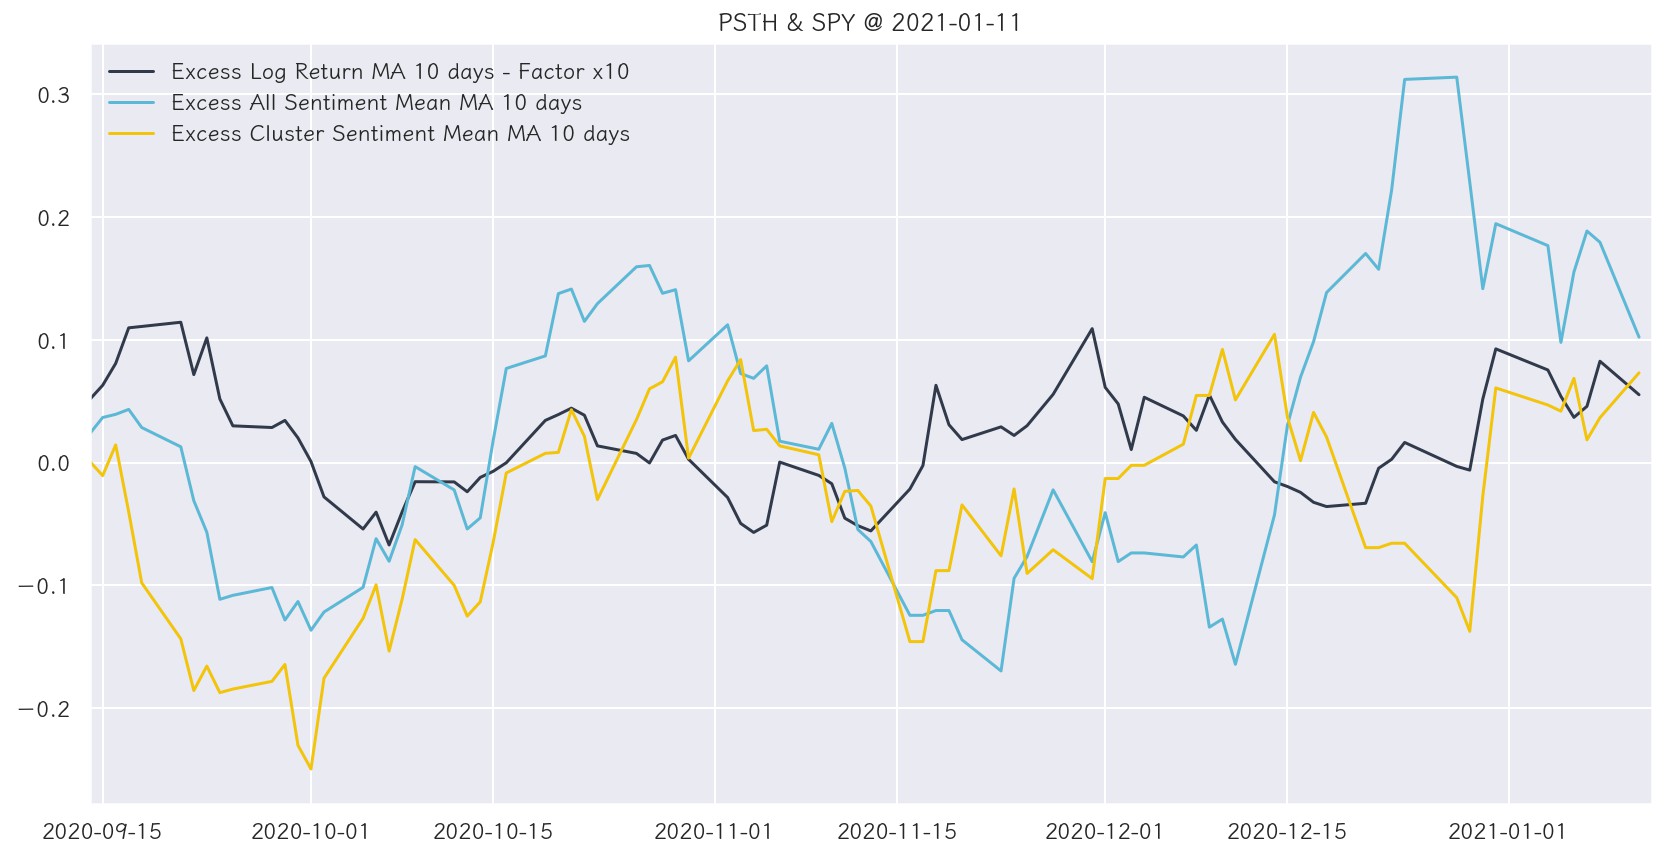 PSTH & SPY @ 2021-01-11
Excess Log Return MA 10 days - Factor x10
Excess All Sentiment Mean MA 10 days
Excess Cluster Sentiment Mean MA 10 days
0.3
0.2
0.1
0.0
−0.1
−0.2
2020-09-15 2020-10-01 2020-10-15 2020-11-01 2020-11-15 2020-12-01 2020-12-15 2021-01-01